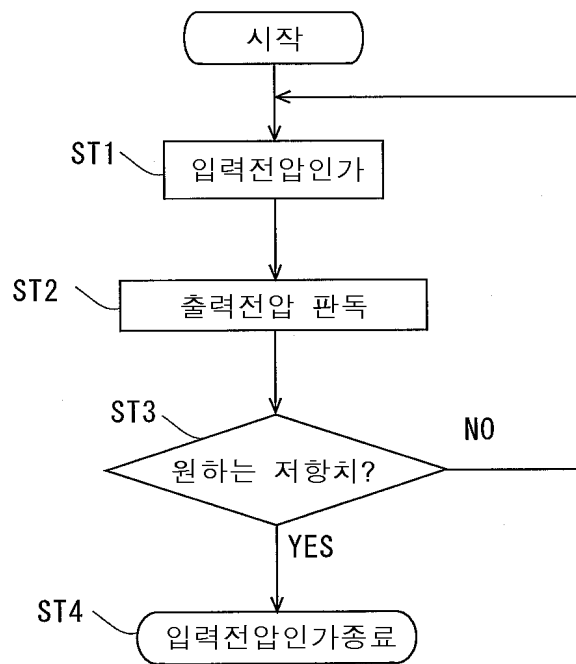 시작
ST1
입력전압인가
ST2
출력전압 판독
ST3
원하는 저항치?
NO
YES
ST4
입력전압인가종료